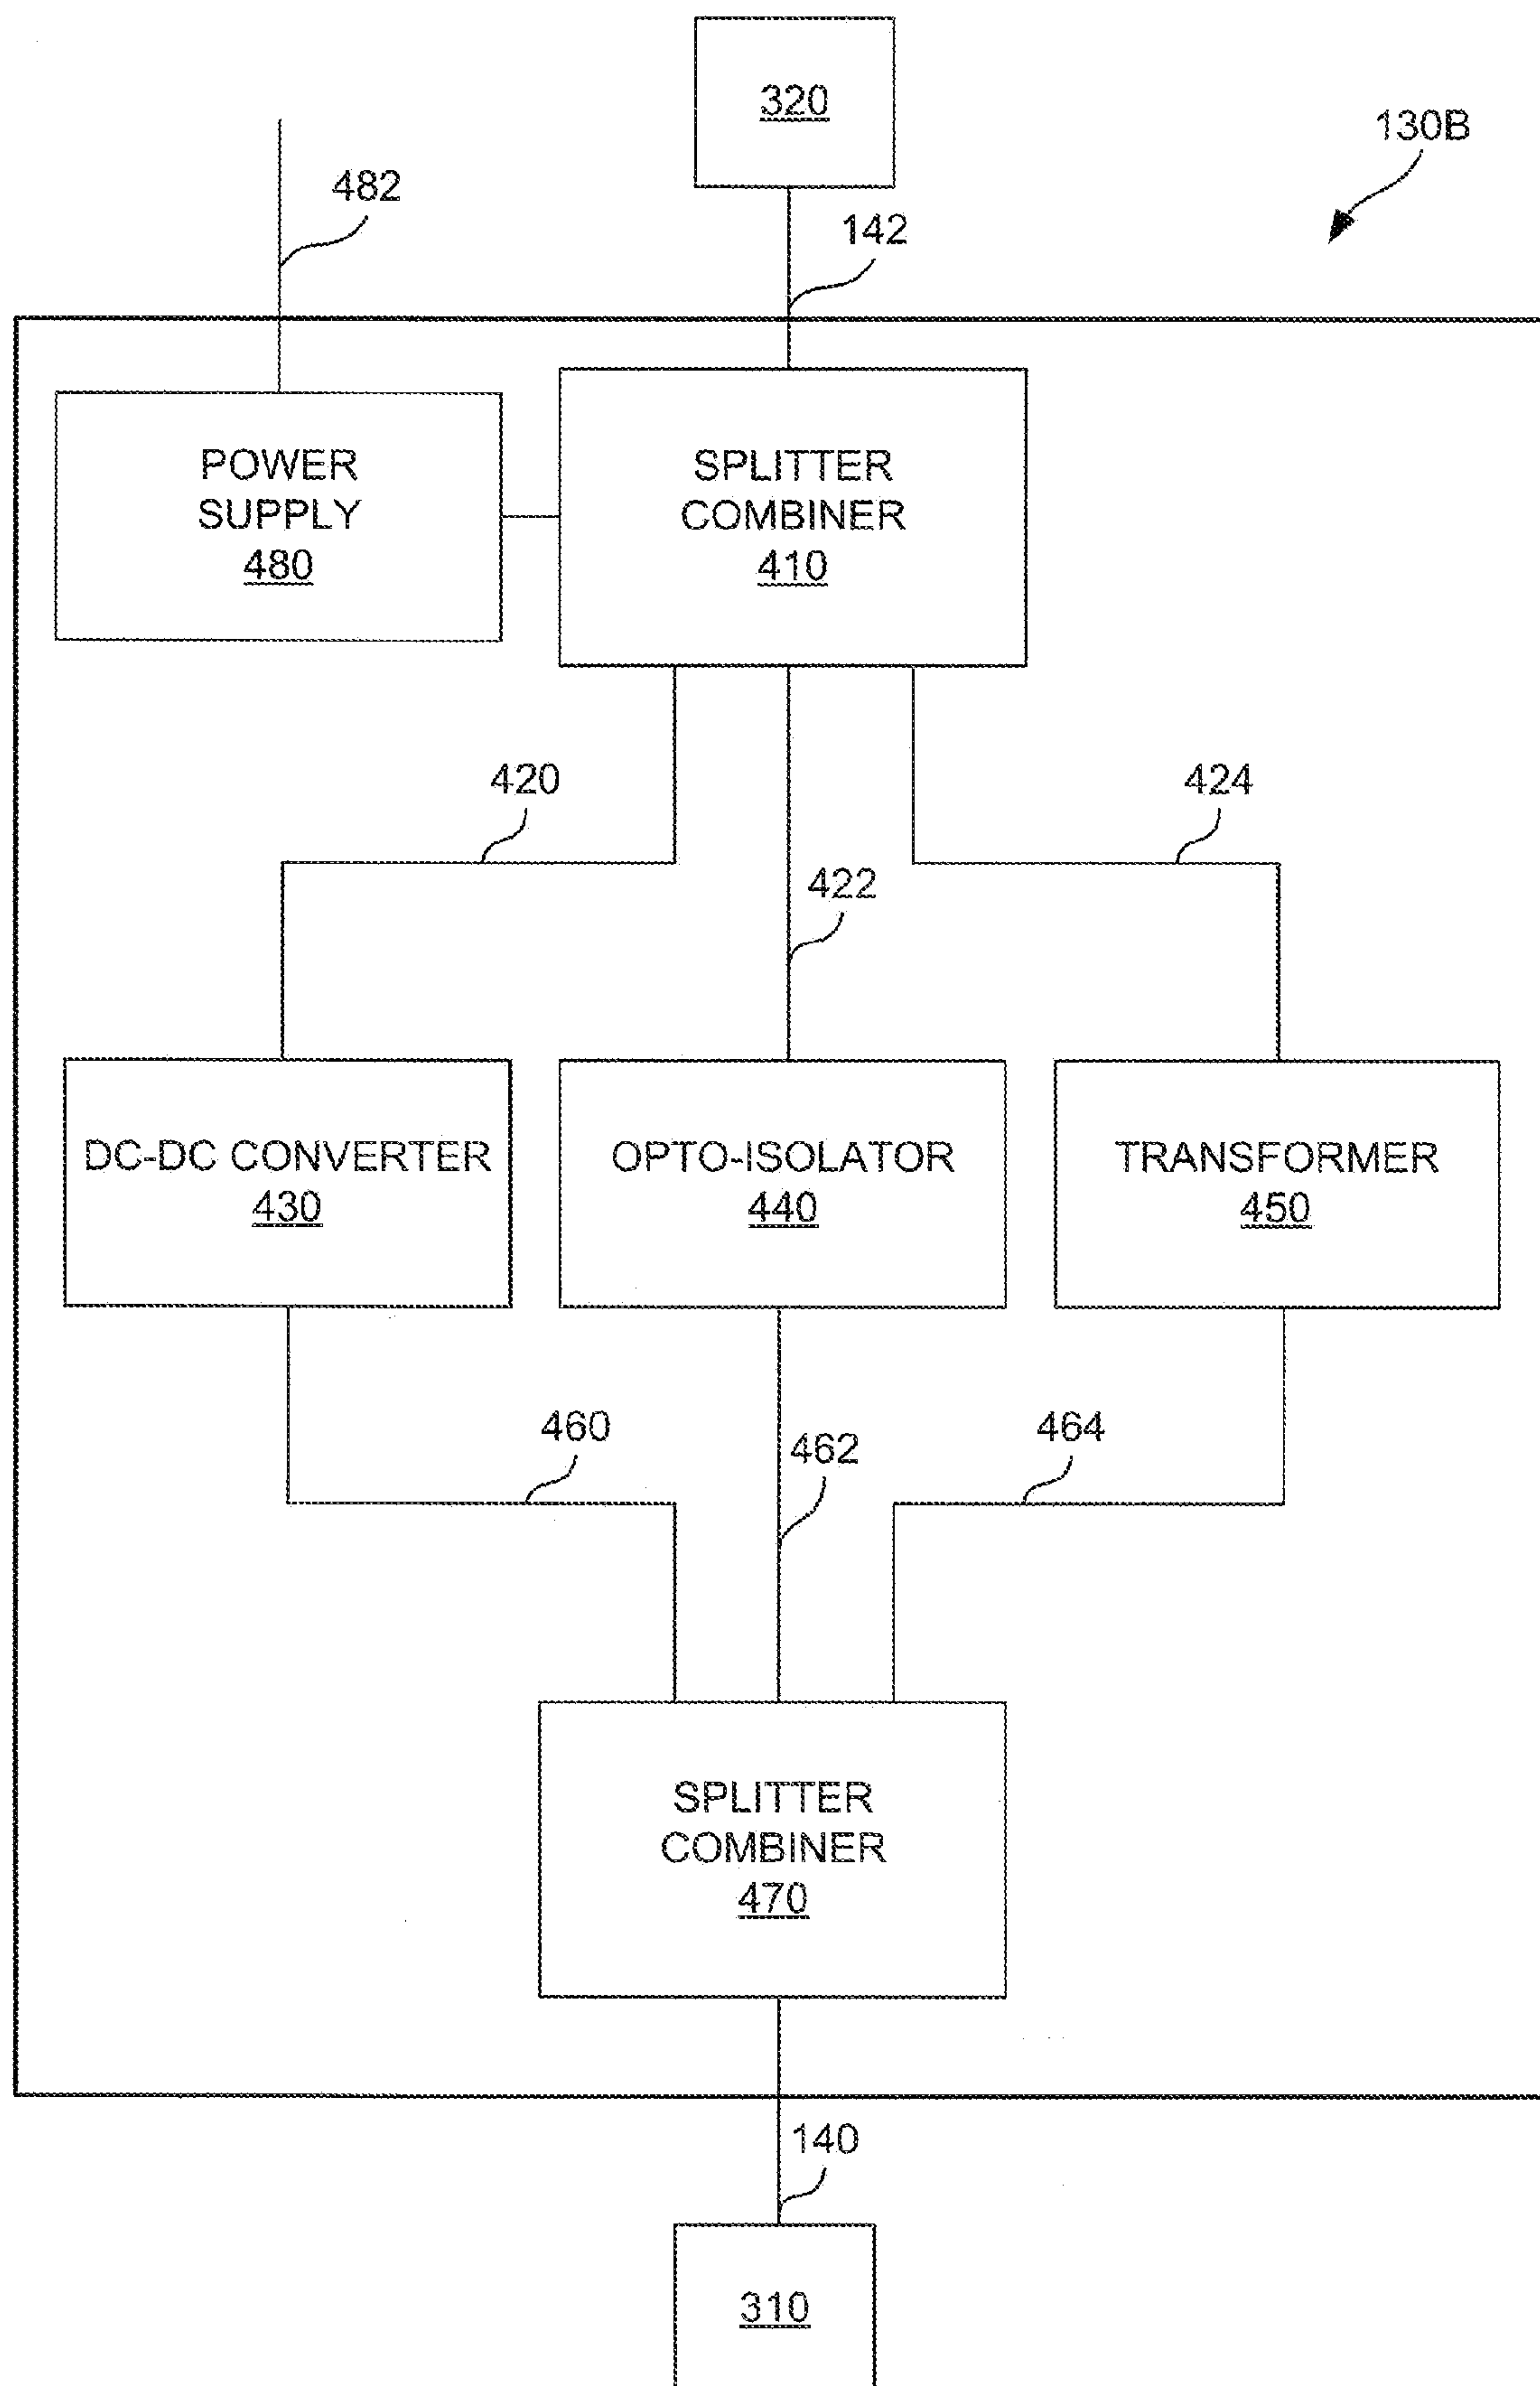 320
130B
482
142
POWER
SUPPLY
480
SPLITTER
COMBINER
410
420
424
422
DC-DC CONVERTER
430
OPTO-ISOLATOR
440
TRANSFORMER
450
460
462
464
SPLITTER
COMBINER
470
140
310